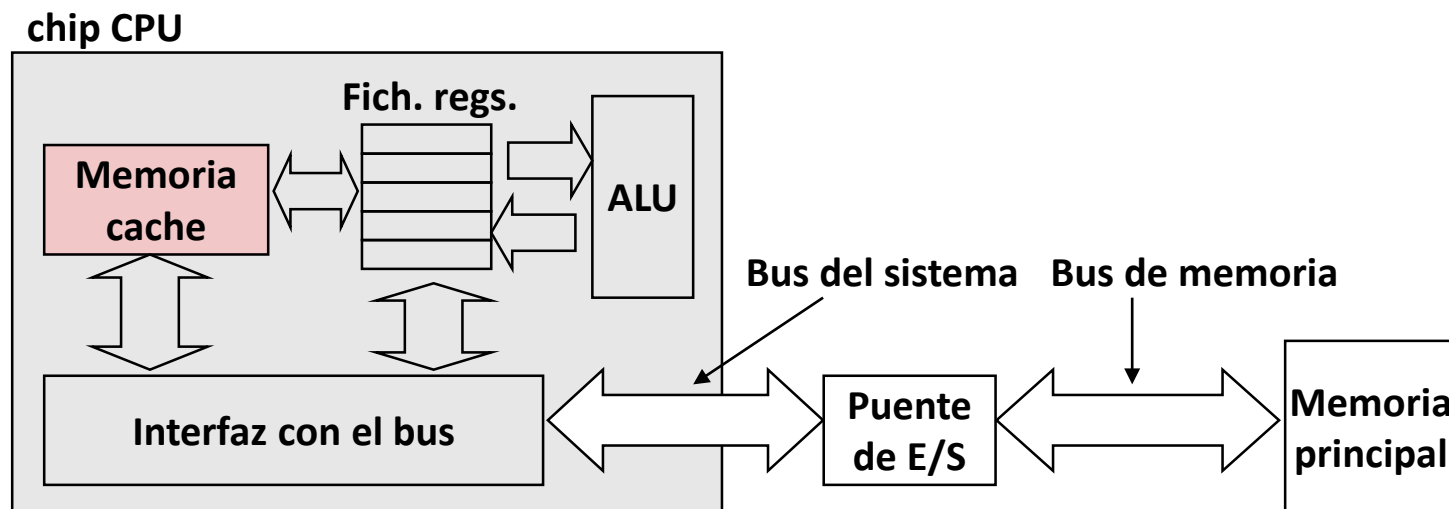 chip CPU
Fich. regs.
Memoria
cache
ALU
Bus del sistema
Bus de memoria
Interfaz con el bus
Puente
de E/S
Memoria
principal